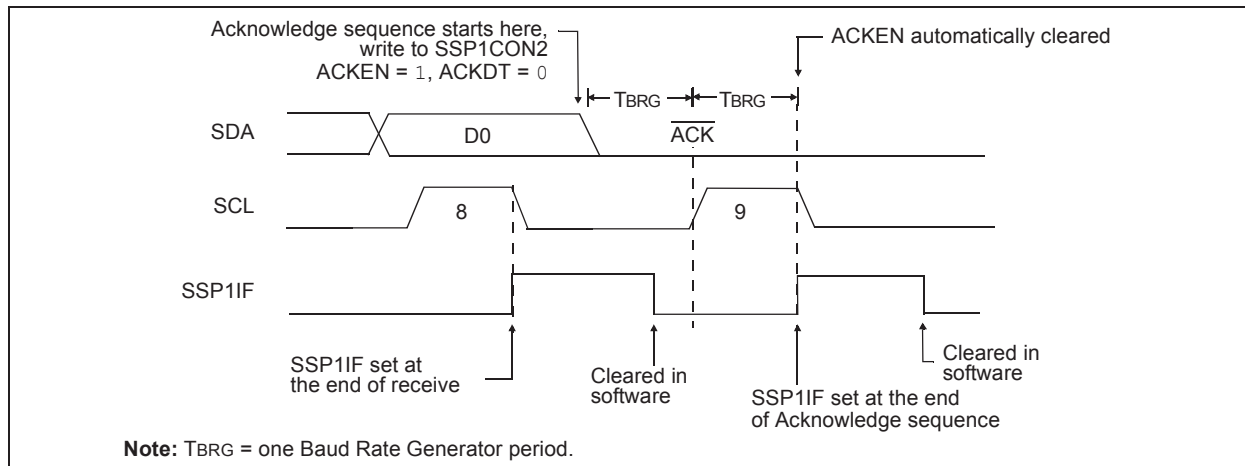 Acknowledge sequence starts here,
write to SSP1CON2
ACKEN = 1, ACKDT = 0
ACKEN automatically cleared
TBRG
TBRG
SDA
D0
ACK
SCL
8
9
SSP1IF
SSP1IF set at
the end of receive
Cleared in
software
SSP1IF set at the end
of Acknowledge sequence
Cleared in
software
Note: TBRG = one Baud Rate Generator period.